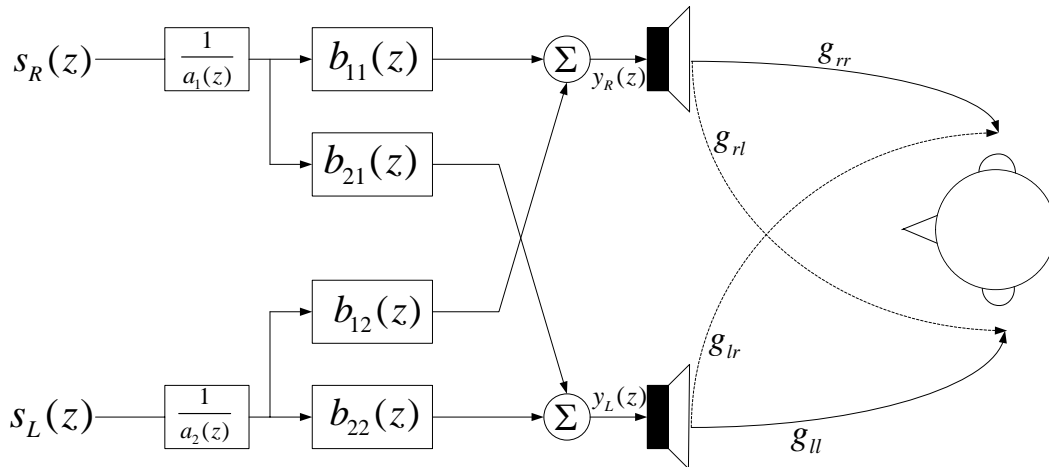 s_R(z)
1/a_1(z)
b_11(z)
Σ
y_R(z)
g_rr
b_21(z)
g_rl
b_12(z)
g_lr
s_L(z)
1/a_2(z)
b_22(z)
Σ
y_L(z)
g_ll